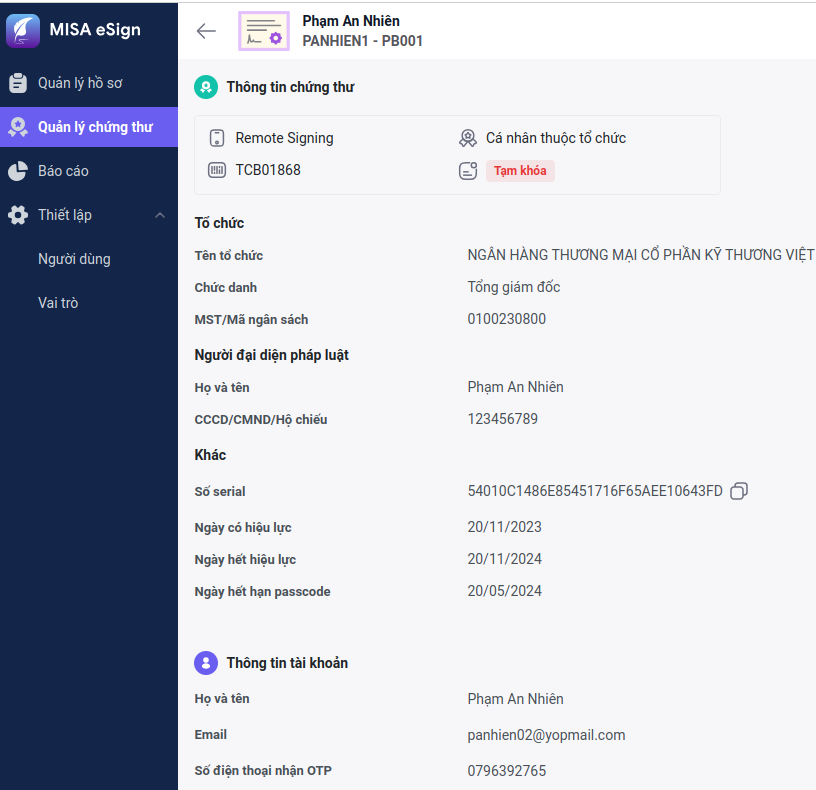 MISA eSign
Quản lý hồ sơ
Quản lý chứng thư
Báo cáo
Thiết lập
Người dùng
Vai trò
Phạm An Nhiên
PANHIEN1 - PB001
Thông tin chứng thư
Remote Signing
Cá nhân thuộc tổ chức
TCB01868
Tạm khóa
Tổ chức
Tên tổ chức NGÂN HÀNG THƯƠNG MẠI CỔ PHẦN KỸ THƯƠNG VIỆT
Chức danh Tổng giám đốc
MST/Mã ngân sách 0100230800
Người đại diện pháp luật
Họ và tên Phạm An Nhiên
CCCD/CMND/Hộ chiếu 123456789
Khác
Số serial 54010C1486E85451716F65AEE10643FD
Ngày có hiệu lực 20/11/2023
Ngày hết hiệu lực 20/11/2024
Ngày hết hạn passcode 20/05/2024
Thông tin tài khoản
Họ và tên Phạm An Nhiên
Email panhien02@yopmail.com
Số điện thoại nhận OTP 0796392765